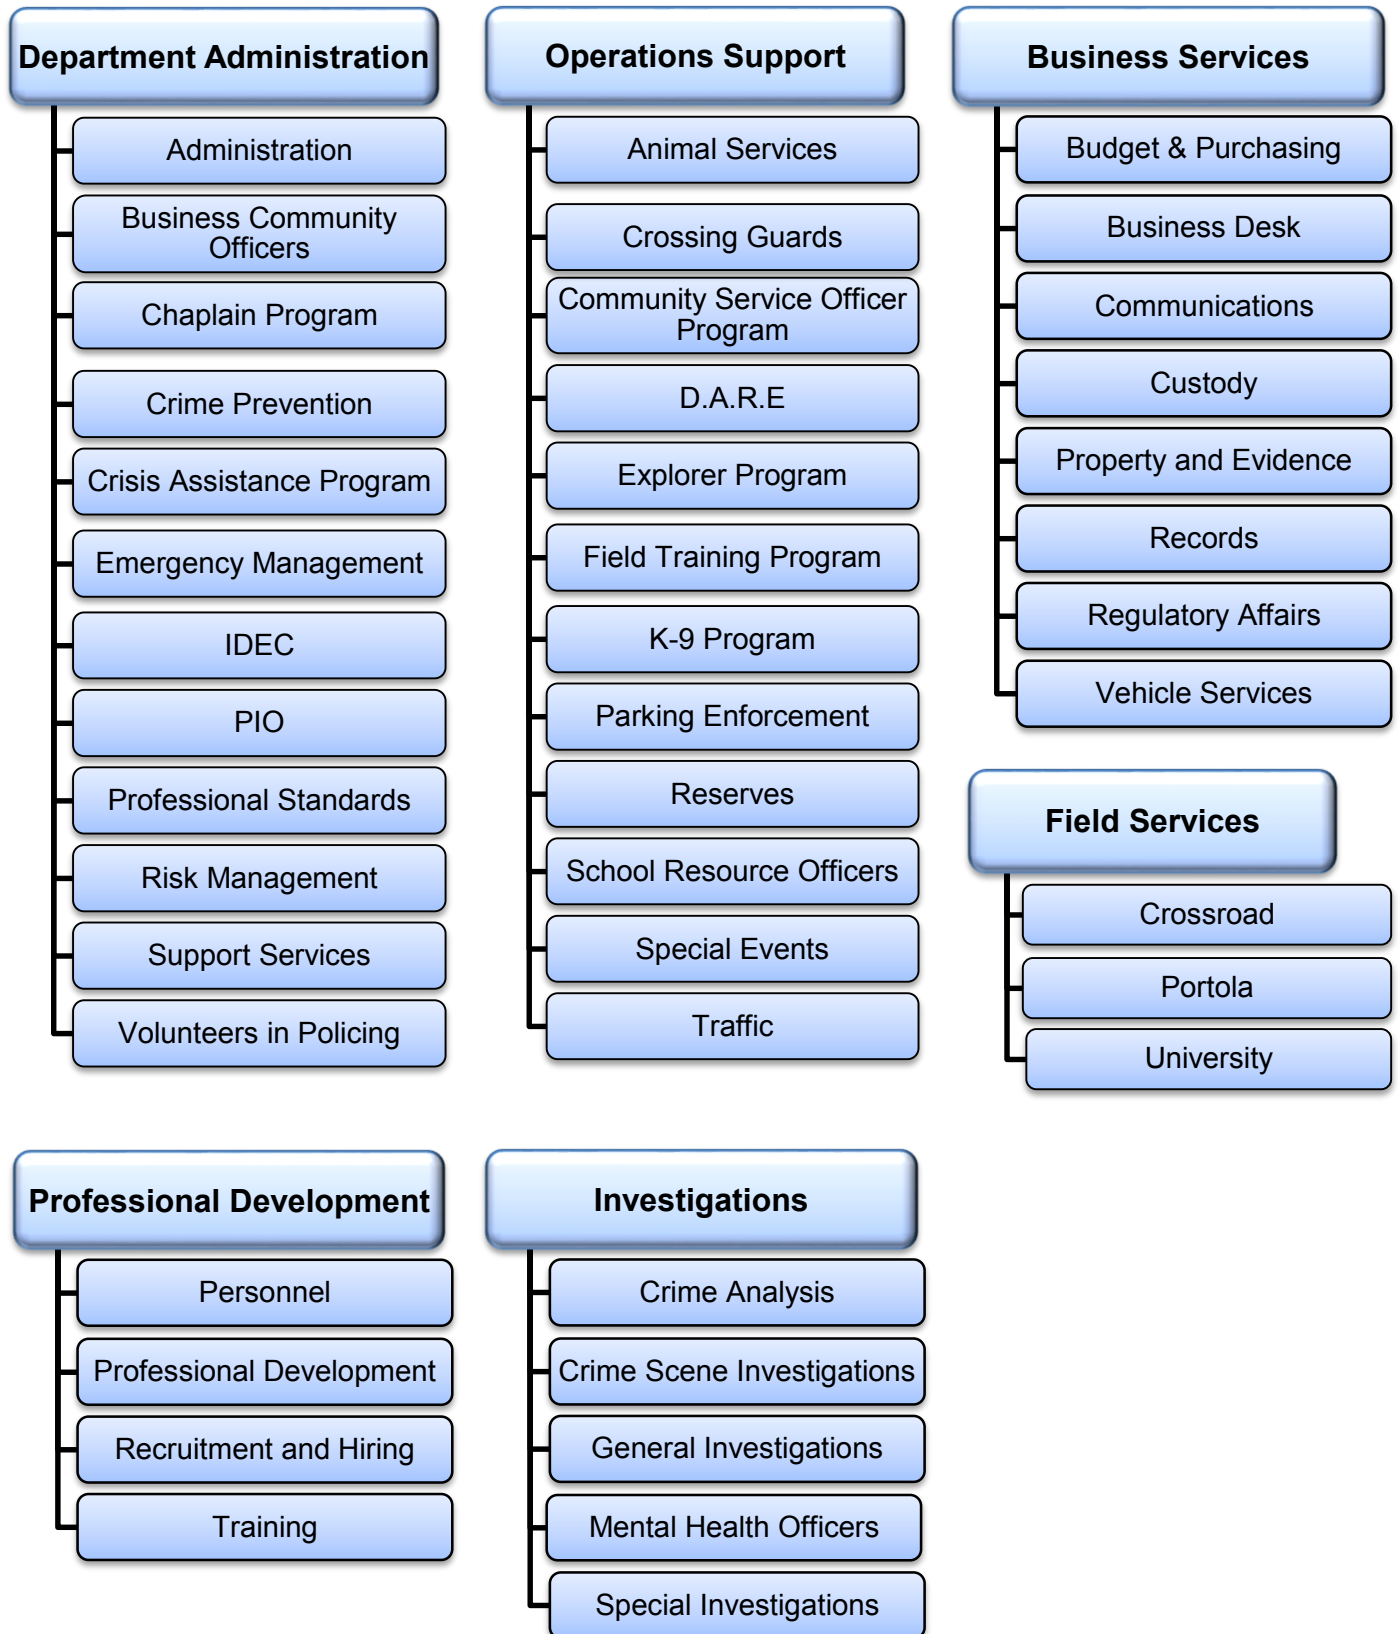 Department Administration
Administration
Business Community
Officers
Chaplain Program
Crime Prevention
Crisis Assistance Program
Emergency Management
IDEC
PIO
Professional Standards
Risk Management
Support Services
Volunteers in Policing
Operations Support
Animal Services
Crossing Guards
Community Service Officer
Program
D.A.R.E
Explorer Program
Field Training Program
K-9 Program
Parking Enforcement
Reserves
School Resource Officers
Special Events
Traffic
Business Services
Budget & Purchasing
Business Desk
Communications
Custody
Property and Evidence
Records
Regulatory Affairs
Vehicle Services
Field Services
Crossroad
Portola
University
Professional Development
Personnel
Professional Development
Recruitment and Hiring
Training
Investigations
Crime Analysis
Crime Scene Investigations
General Investigations
Mental Health Officers
Special Investigations